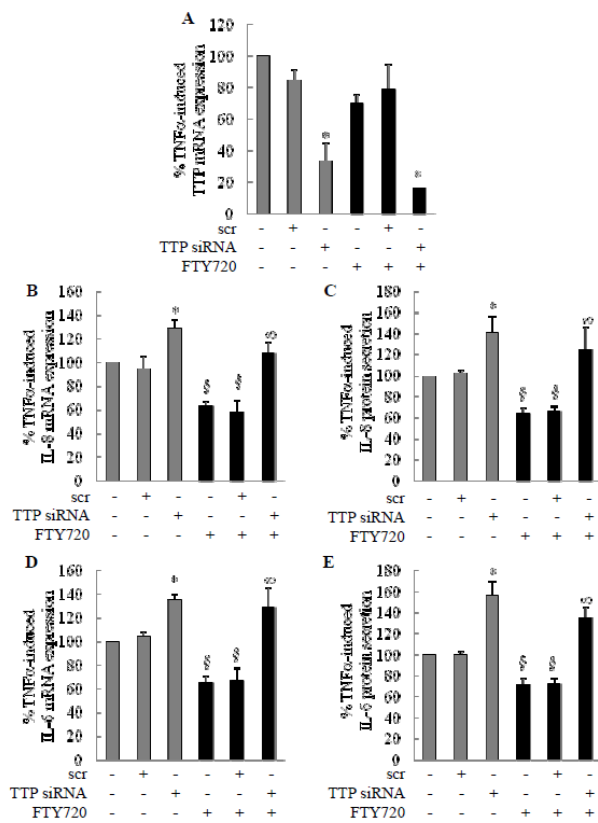 A
% TNFα-induced
TTP mRNA expression
120
100
80
60
40
20
0
*
*
scr - + - - + -
TTP siRNA - - + - - +
FTY720 - - - + + +
B
% TNFα-induced
IL-8 mRNA expression
160
140
120
100
80
60
40
20
0
*
scr - + - - + -
TTP siRNA - - + - - +
FTY720 - - - + + +
C
% TNFα-induced
IL-8 protein secretion
180
160
140
120
100
80
60
40
20
0
*
scr - + - - + -
TTP siRNA - - + - - +
FTY720 - - - + + +
D
% TNFα-induced
IL-6 mRNA expression
160
140
120
100
80
60
40
20
0
*
scr - + - - + -
TTP siRNA - - + - - +
FTY720 - - - + + +
E
% TNFα-induced
IL-6 protein secretion
200
180
160
140
120
100
80
60
40
20
0
*
scr - + - - + -
TTP siRNA - - + - - +
FTY720 - - - + + +